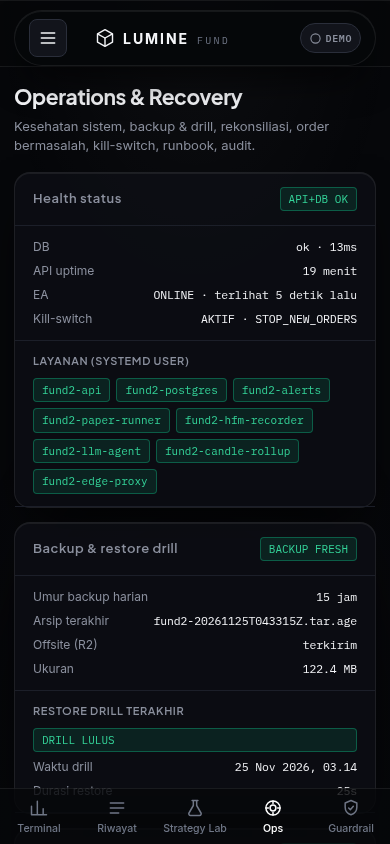 LUMINE FUND
DEMO
Operations & Recovery
Kesehatan sistem, backup & drill, rekonsiliasi, order
bermasalah, kill-switch, runbook, audit.
Health status
API+DB OK
DB ok · 13ms
API uptime 19 menit
EA ONLINE · terlihat 5 detik lalu
Kill-switch AKTIF · STOP_NEW_ORDERS
LAYANAN (SYSTEMD USER)
fund2-api fund2-postgres fund2-alerts
fund2-paper-runner fund2-hfm-recorder
fund2-llm-agent fund2-candle-rollup
fund2-edge-proxy
Backup & restore drill
BACKUP FRESH
Umur backup harian 15 jam
Arsip terakhir fund2-20261125T043315Z.tar.age
Offsite (R2) terkirim
Ukuran 122.4 MB
RESTORE DRILL TERAKHIR
DRILL LULUS
Waktu drill 25 Nov 2026, 03.14
Durasi restore 25s
Terminal Riwayat Strategy Lab Ops Guardrail